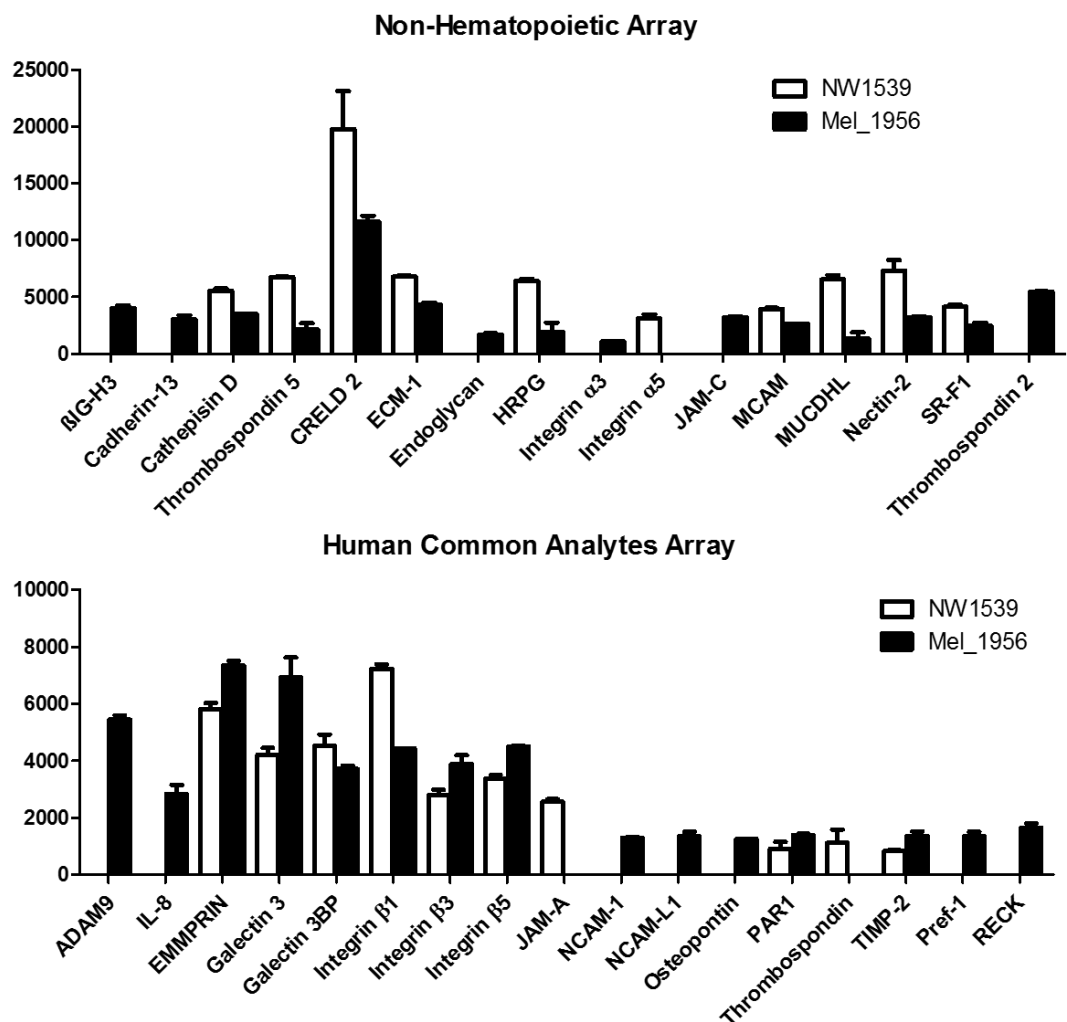 Non-Hematopoietic Array
25000
20000
15000
10000
5000
0
NW1539
Mel_1956
ßIG-H3
Cadherin-13
Cathepisin D
Thrombospondin 5
CRELD 2
ECM-1
Endoglycan
HRPG
Integrin α3
Integrin α5
JAM-C
MCAM
MUCDHL
Nectin-2
SR-F1
Thrombospondin 2
Human Common Analytes Array
10000
8000
6000
4000
2000
0
NW1539
Mel_1956
ADAM9
IL-8
EMMPRIN
Galectin 3
Galectin 3BP
Integrin β1
Integrin β3
Integrin β5
JAM-A
NCAM-1
NCAM-L1
Osteopontin
PAR1
Thrombospondin
TIMP-2
Pref-1
RECK